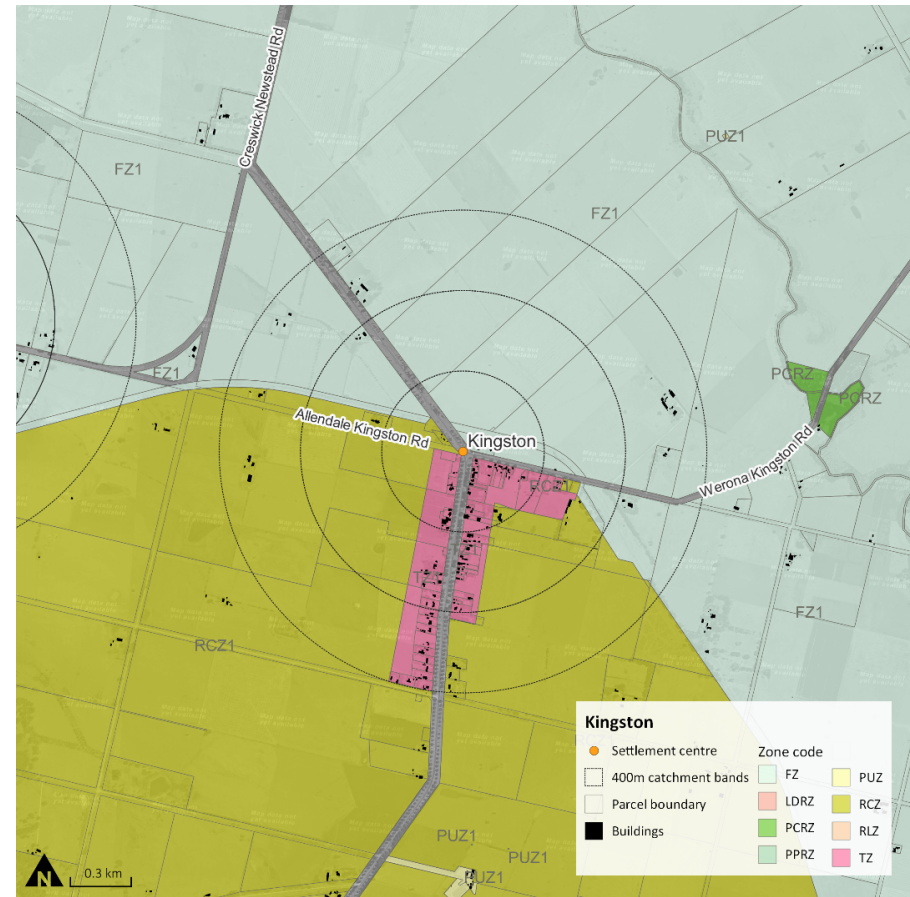 Creswick Newstead Rd
PUZ1
FZ1
FZ1
FZ1
PCRZ
PCRZ
Allendale Kingston Rd
Kingston
Werona Kingston Rd
RCZ1
FZ1
RCZ1
PUZ1
PUZ1
PUZ1
Kingston
Settlement centre
400m catchment bands
Parcel boundary
Buildings
Zone code
FZ
LDRZ
PCRZ
PPRZ
PUZ
RCZ
RLZ
TZ
N
0.3 km